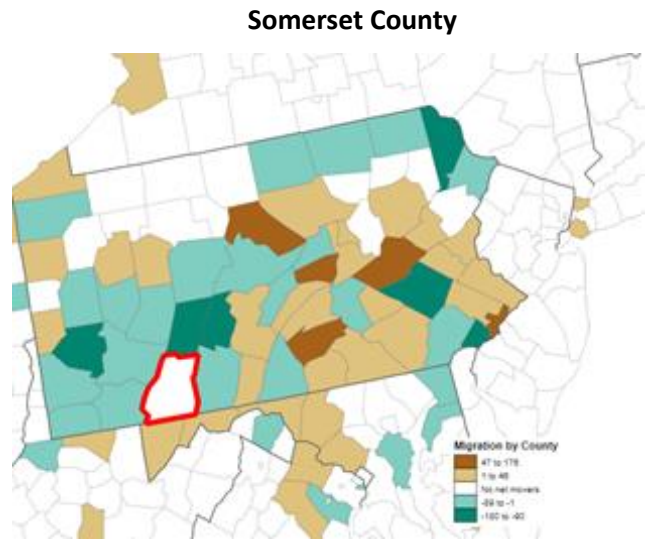 Somerset County
Migration by County
47 to 178
1 to 46
No net movers
-89 to -1
-180 to -90